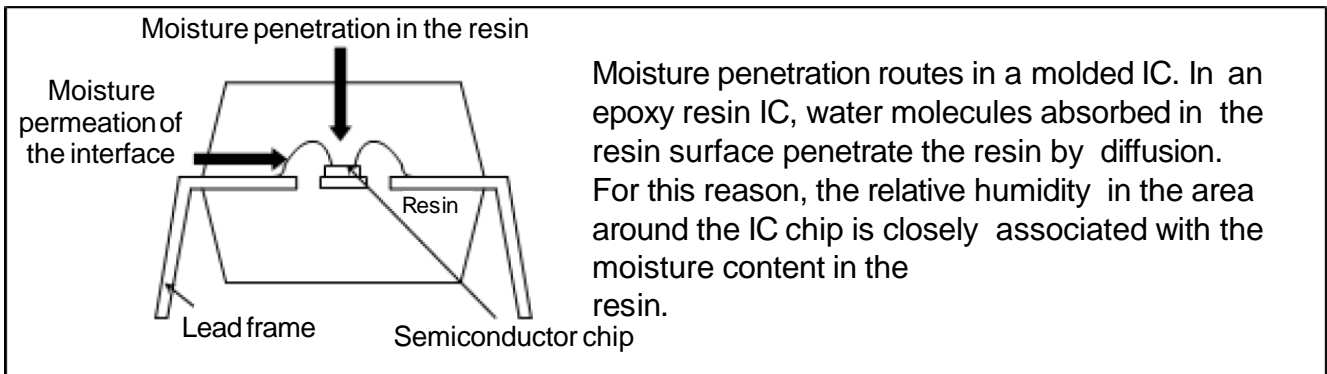 Moisture penetration in the resin
Moisture
permeation of
the interface
Resin
Lead frame
Semiconductor chip
Moisture penetration routes in a molded IC. In an
epoxy resin IC, water molecules absorbed in the
resin surface penetrate the resin by diffusion.
For this reason, the relative humidity in the area
around the IC chip is closely associated with the
moisture content in the
resin.